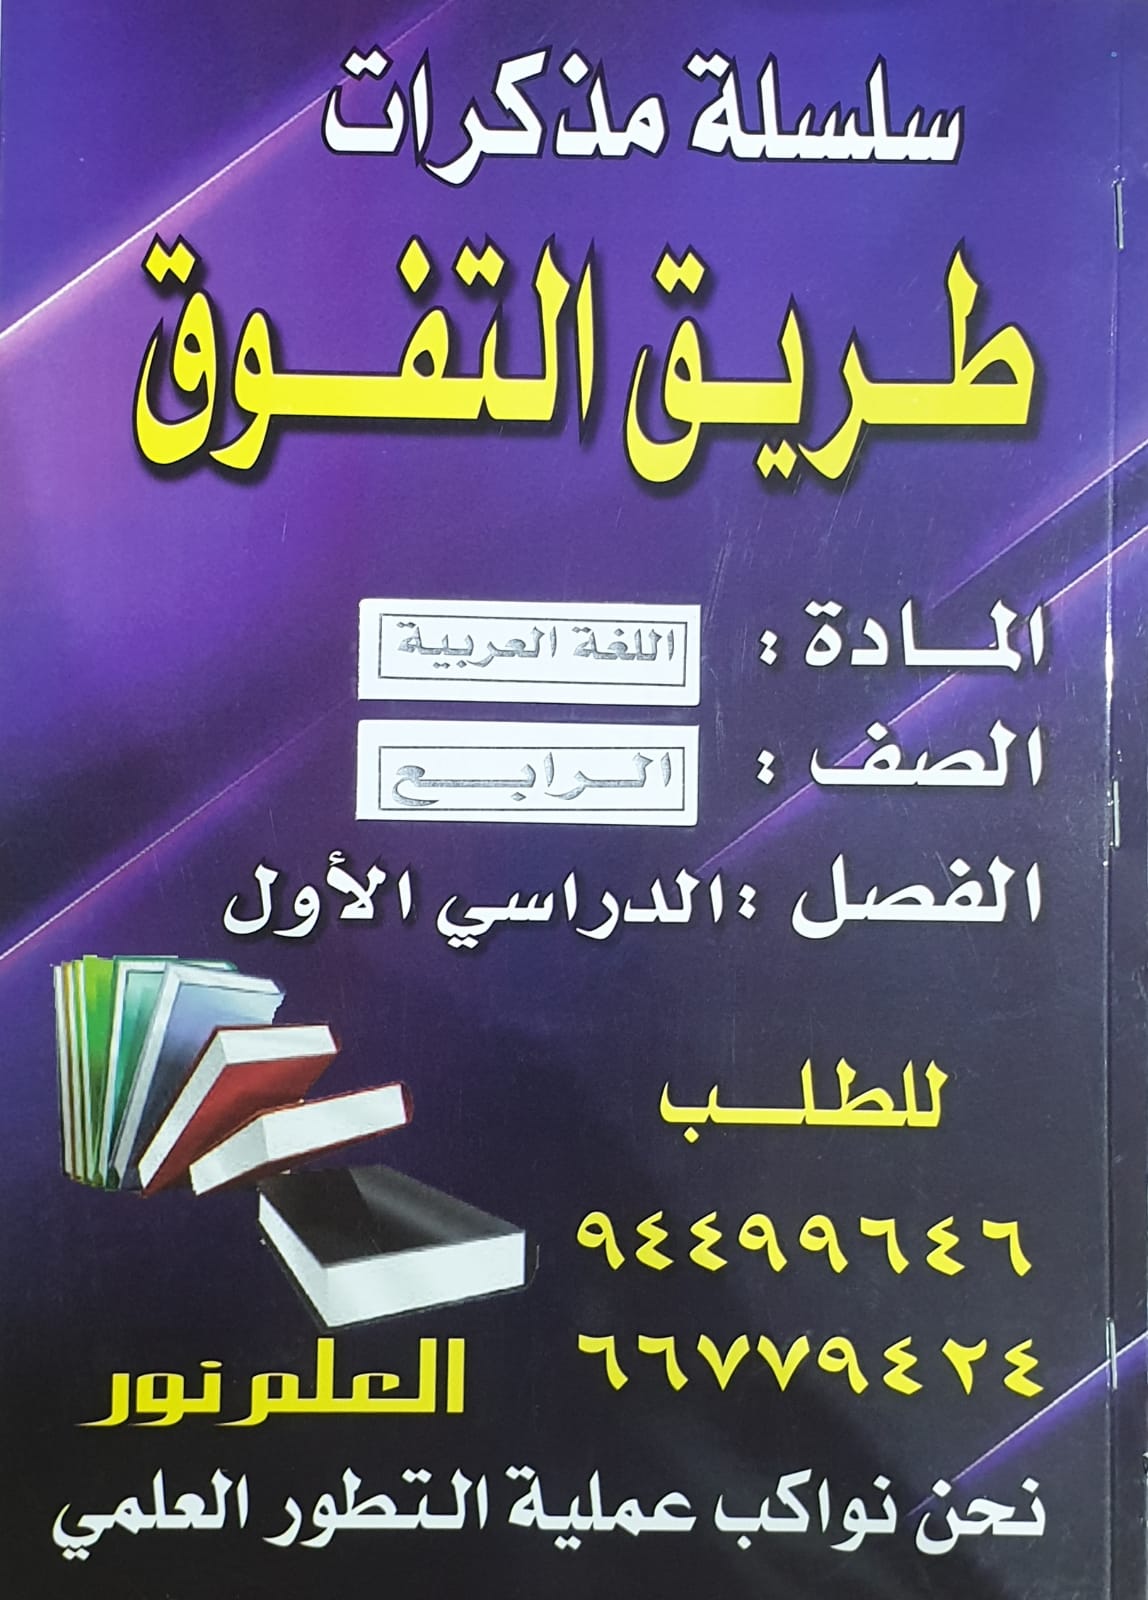 سلسلة مذكرات
طريق التفوق
المادة : اللغة العربية
الصف : الرابع
الفصل : الدراسي الأول
للطلب
٩٤٤٩٩٦٤٦
٦٦٧٧٩٤٢٤
العلم نور
نحن نواكب عملية التطور العلمي